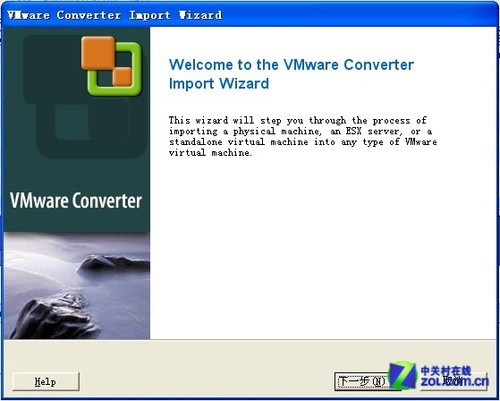 VMware Converter Import Wizard
Welcome to the VMware Converter
Import Wizard
This wizard will step you through the process of
importing a physical machine, an ESX server, or a
standalone virtual machine into any type of VMware
virtual machine.
VMware Converter
Help
下一步(N)
中关村在线
zol.com.cn